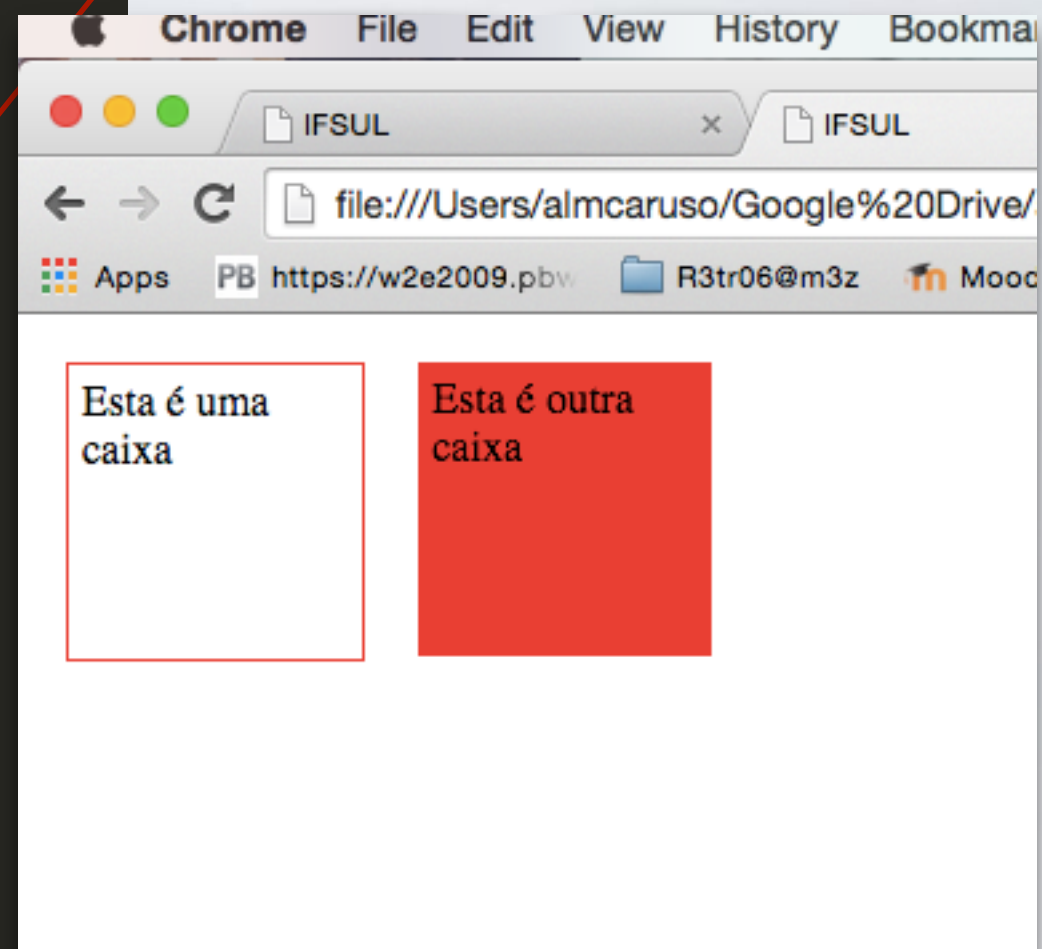 Chrome File Edit View History
IFSUL × IFSUL
file:///Users/almcaruso/Google%20Drive/
Apps PB https://w2e2009.pbw R3tr06@m3z
Esta é uma
caixa
Esta é outra
caixa